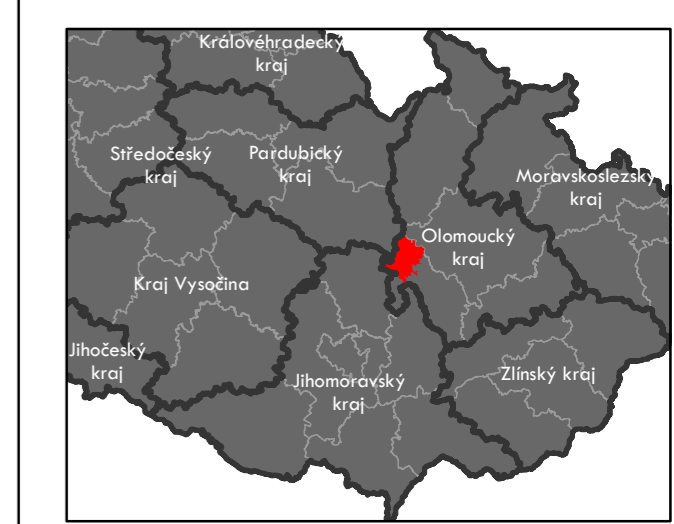 Královéhradecký
kraj
Středočeský
kraj
Pardubický
kraj
Moravskoslezský
kraj
Olomoucký
kraj
Kraj Vysočina
Jihočeský
kraj
Jihomoravský
kraj
Zlínský kraj